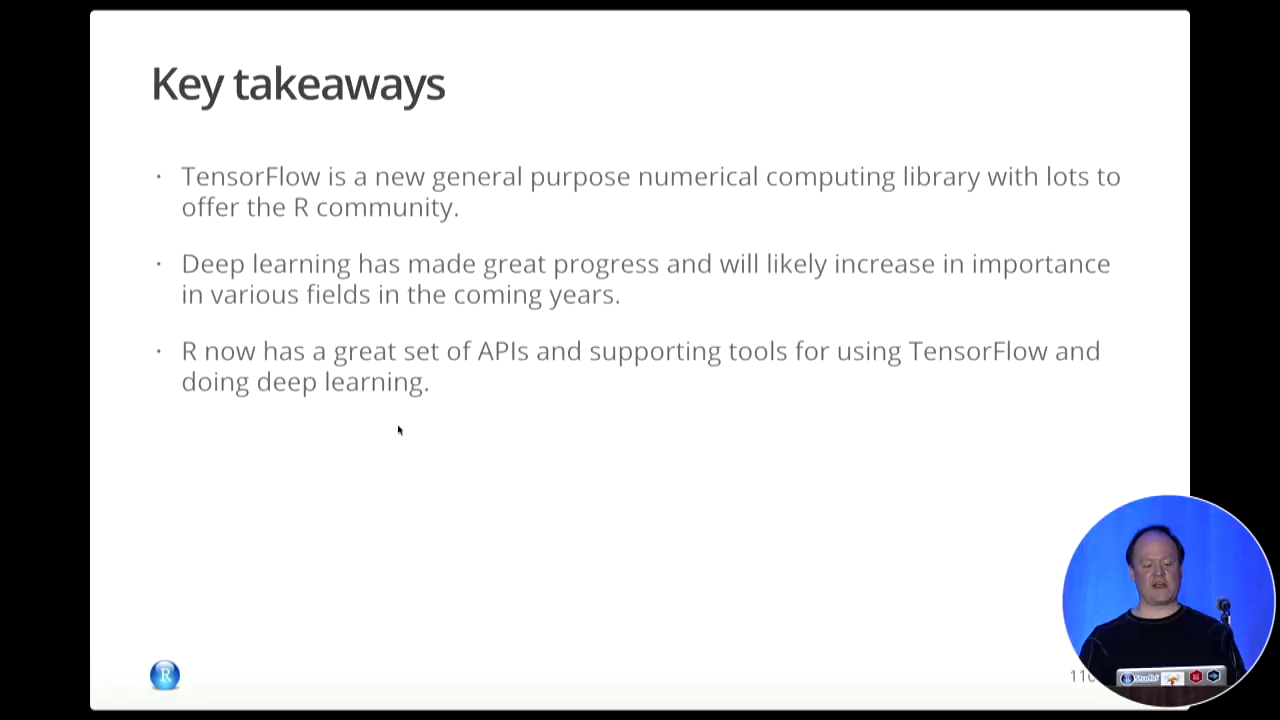 Key takeaways
· TensorFlow is a new general purpose numerical computing library with lots to
offer the R community.
· Deep learning has made great progress and will likely increase in importance
in various fields in the coming years.
· R now has a great set of APIs and supporting tools for using TensorFlow and
doing deep learning.
R
R Studio